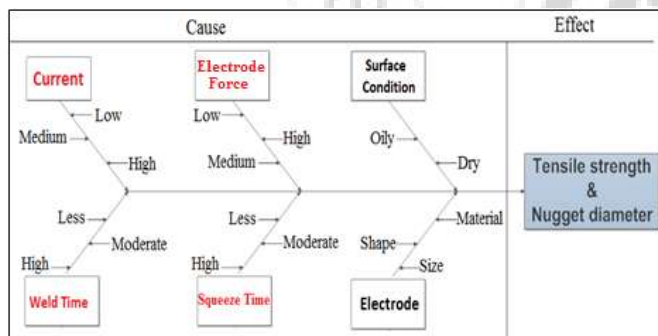 Cause
Effect
Current
Electrode
Force
Surface
Condition
Low
Medium
High
Low
High
Medium
Oily
Dry
Tensile strength
&
Nugget diameter
Less
Moderate
High
Less
Moderate
High
Material
Shape
Size
Weld Time
Squeeze Time
Electrode